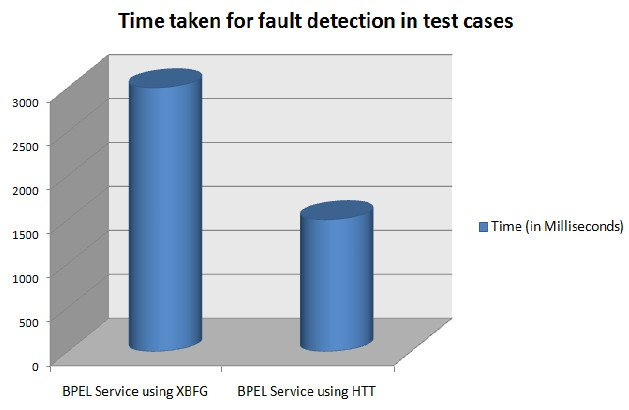 Time taken for fault detection in test cases
3000
2500
2000
1500
1000
500
0
BPEL Service using XBFG
BPEL Service using HTT
Time (in Milliseconds)